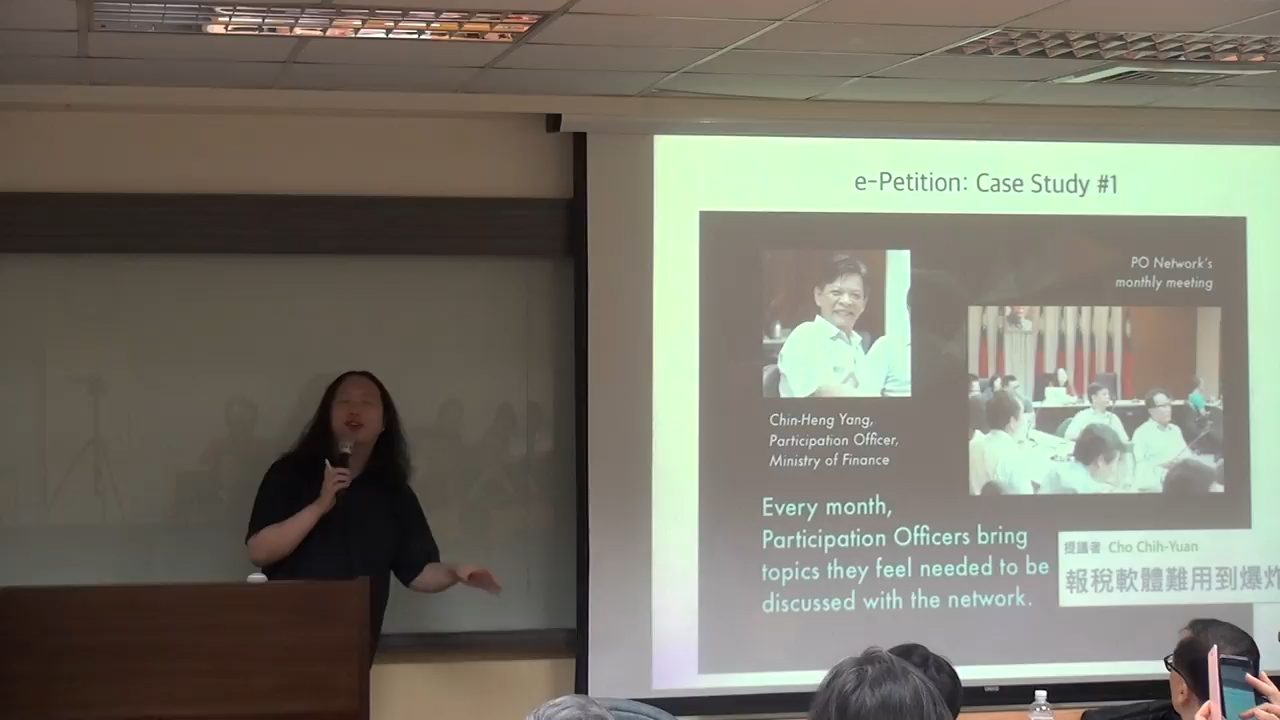 e-Petition: Case Study #1
PO Network's
monthly meeting
Chin-Heng Yang,
Participation Officer,
Ministry of Finance
Every month,
Participation Officers bring
topics they feel needed to be
discussed with the network.
提議者 Cho Chih-Yuan
報稅軟體難用到爆炸